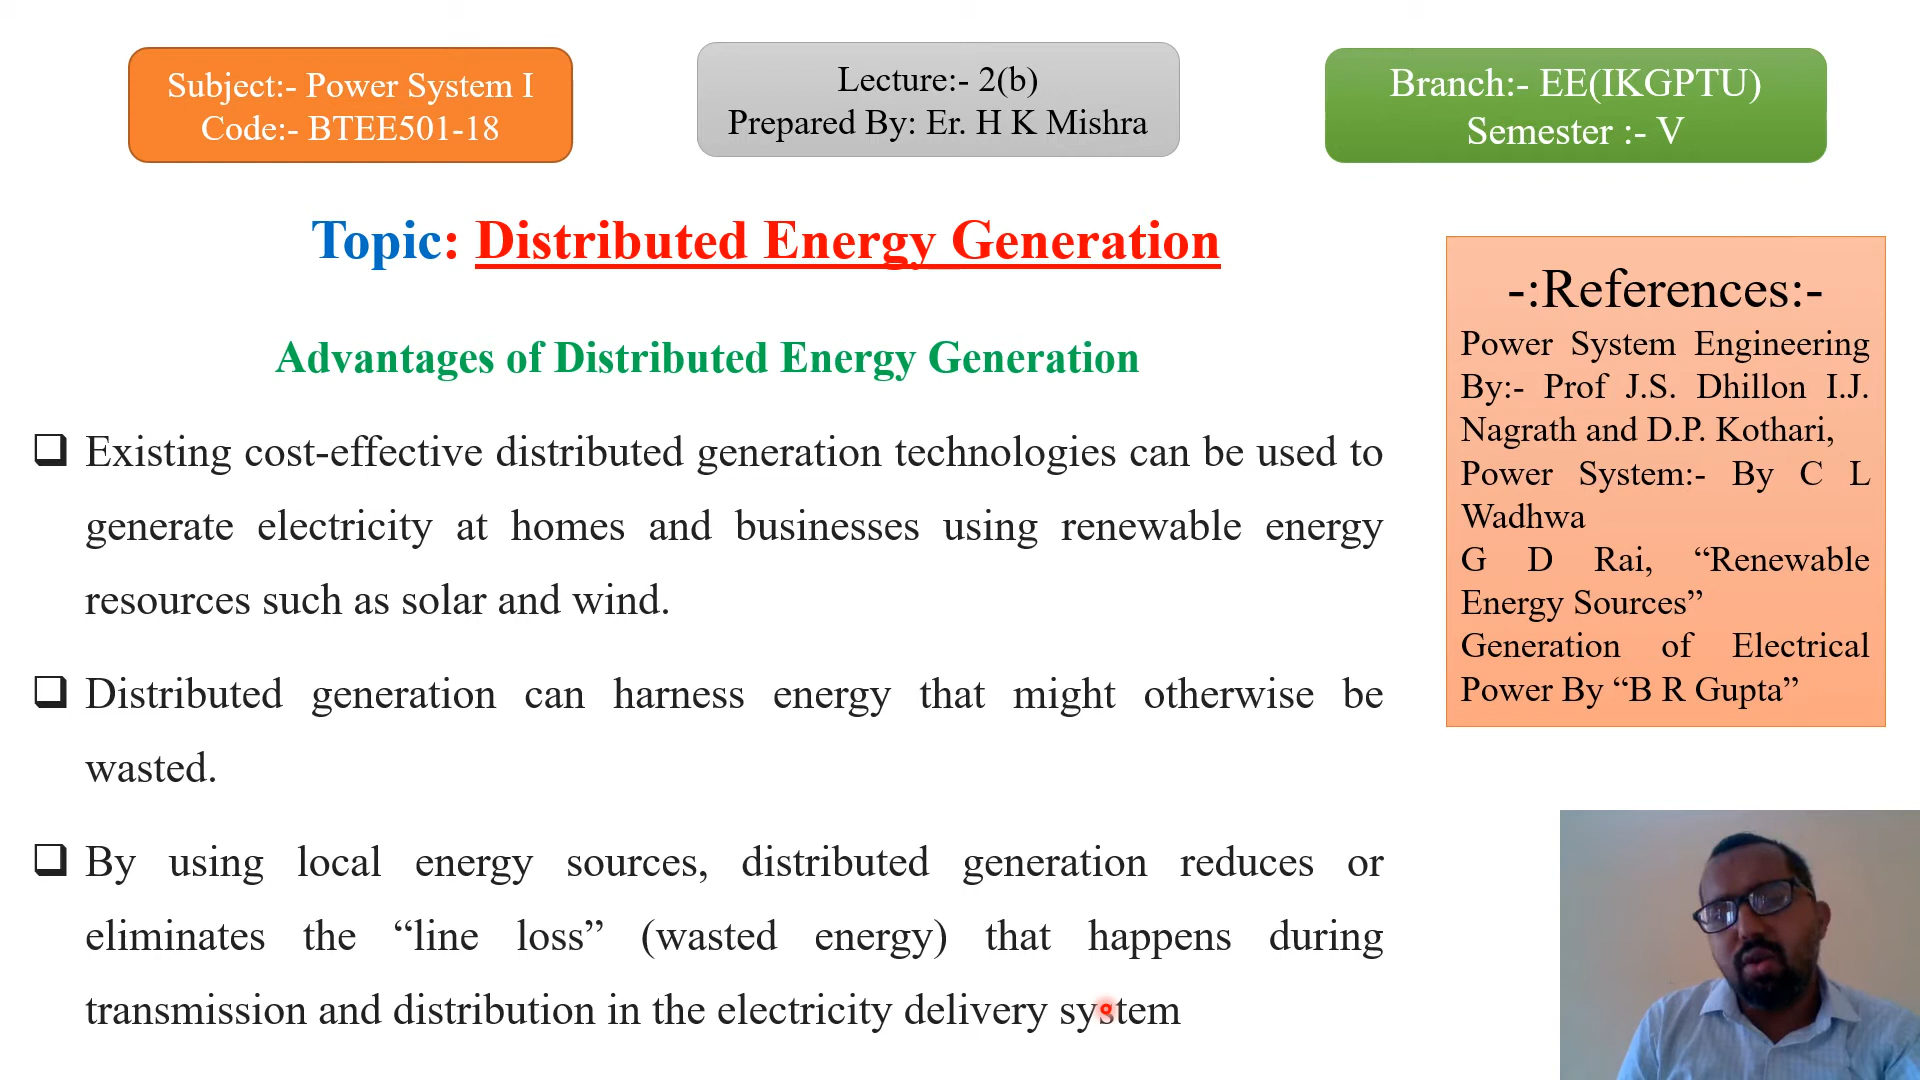 Subject:- Power System I
Code:- BTEE501-18
Lecture:- 2(b)
Prepared By: Er. H K Mishra
Branch:- EE(IKGPTU)
Semester :- V
Topic: Distributed Energy Generation
Advantages of Distributed Energy Generation
❑ Existing cost-effective distributed generation technologies can be used to
generate electricity at homes and businesses using renewable energy
resources such as solar and wind.
❑ Distributed generation can harness energy that might otherwise be
wasted.
❑ By using local energy sources, distributed generation reduces or
eliminates the “line loss” (wasted energy) that happens during
transmission and distribution in the electricity delivery system
-:References:-
Power System Engineering
By:- Prof J.S. Dhillon I.J.
Nagrath and D.P. Kothari,
Power System:- By C L
Wadhwa
G D Rai, “Renewable
Energy Sources”
Generation of Electrical
Power By “B R Gupta”